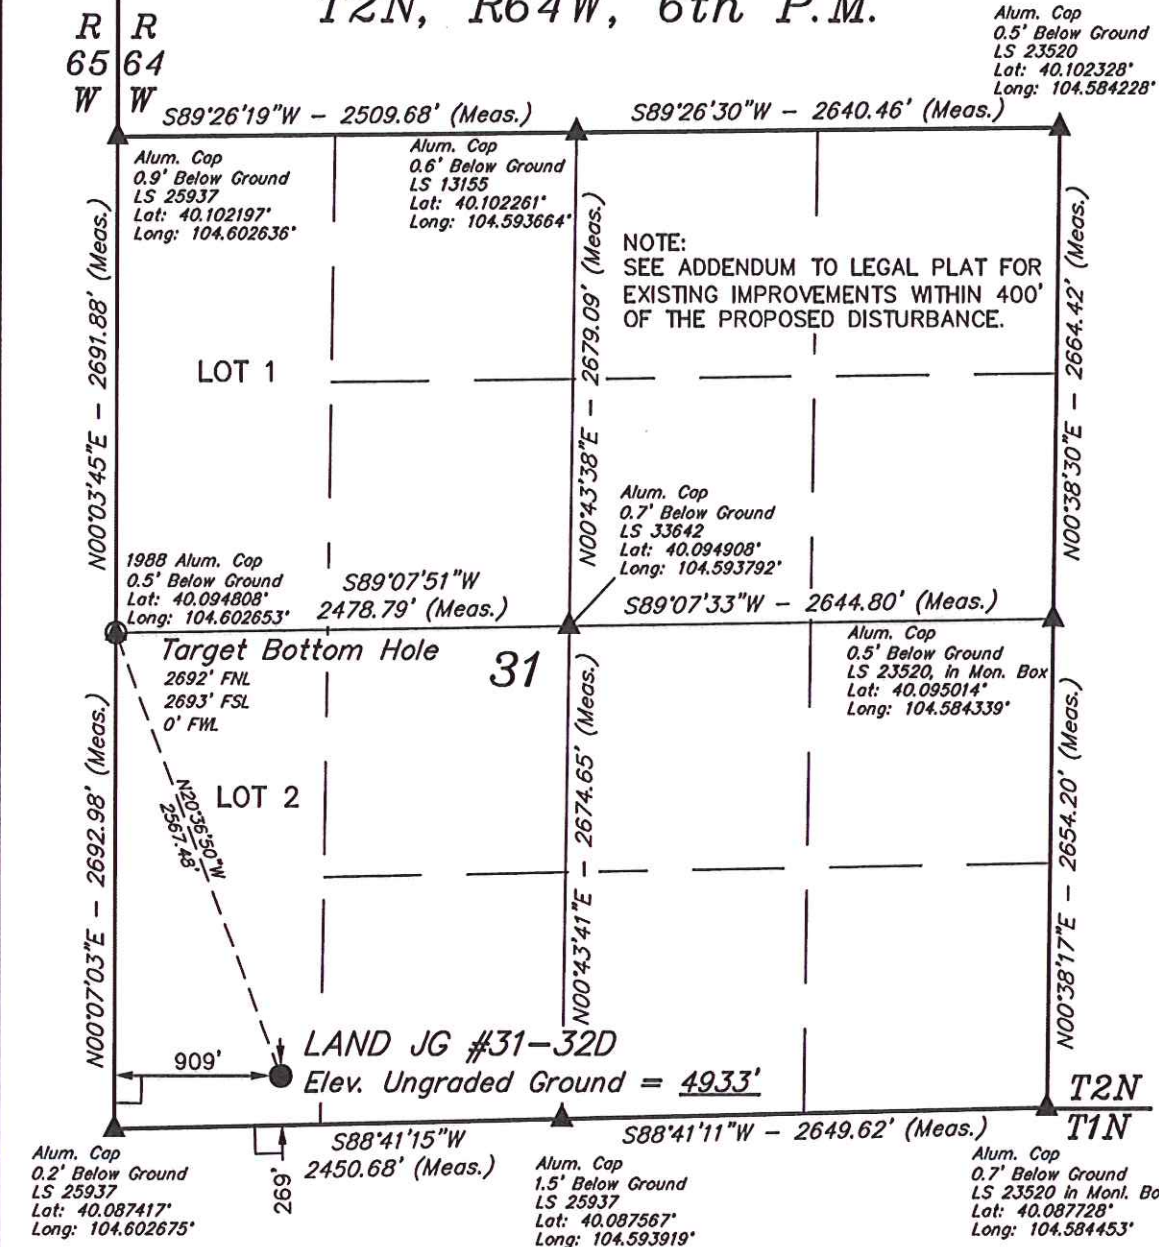 T2N, R64W, 6th P.M.
R R
65 64
W W
Alum. Cap
0.5' Below Ground
LS 23520
Lat: 40.102328°
Long: 104.584228°
S89°26'19"W - 2509.68' (Meas.)
S89°26'30"W - 2640.46' (Meas.)
Alum. Cap
0.9' Below Ground
LS 25937
Lat: 40.102197°
Long: 104.602636°
Alum. Cap
0.6' Below Ground
LS 13155
Lat: 40.102261°
Long: 104.593664°
N00°03'45"E - 2691.88' (Meas.)
N00°43'38"E - 2679.09' (Meas.)
N00°38'30"E - 2664.42' (Meas.)
NOTE:
SEE ADDENDUM TO LEGAL PLAT FOR
EXISTING IMPROVEMENTS WITHIN 400'
OF THE PROPOSED DISTURBANCE.
LOT 1
Alum. Cap
0.7' Below Ground
LS 33642
Lat: 40.094908°
Long: 104.593792°
1988 Alum. Cap
0.5' Below Ground
Lat: 40.094808°
Long: 104.602653°
S89°07'51"W
2478.79' (Meas.)
S89°07'33"W - 2644.80' (Meas.)
Target Bottom Hole
2692' FNL
2693' FSL
0' FWL
31
Alum. Cap
0.5' Below Ground
LS 23520, in Mon. Box
Lat: 40.095014°
Long: 104.584339°
N00°07'03"E - 2692.98' (Meas.)
N20°36'50"W
2567.48'
LOT 2
N00°43'41"E - 2674.65' (Meas.)
N00°38'17"E - 2654.20' (Meas.)
909'
LAND JG #31-32D
Elev. Ungraded Ground = 4933'
T2N
T1N
269'
S88°41'15"W
2450.68' (Meas.)
S88°41'11"W - 2649.62' (Meas.)
Alum. Cap
0.2' Below Ground
LS 25937
Lat: 40.087417°
Long: 104.602675°
Alum. Cap
1.5' Below Ground
LS 25937
Lat: 40.087567°
Long: 104.593919°
Alum. Cap
0.7' Below Ground
LS 23520 in Monl. Bo
Lat: 40.087728°
Long: 104.584453°